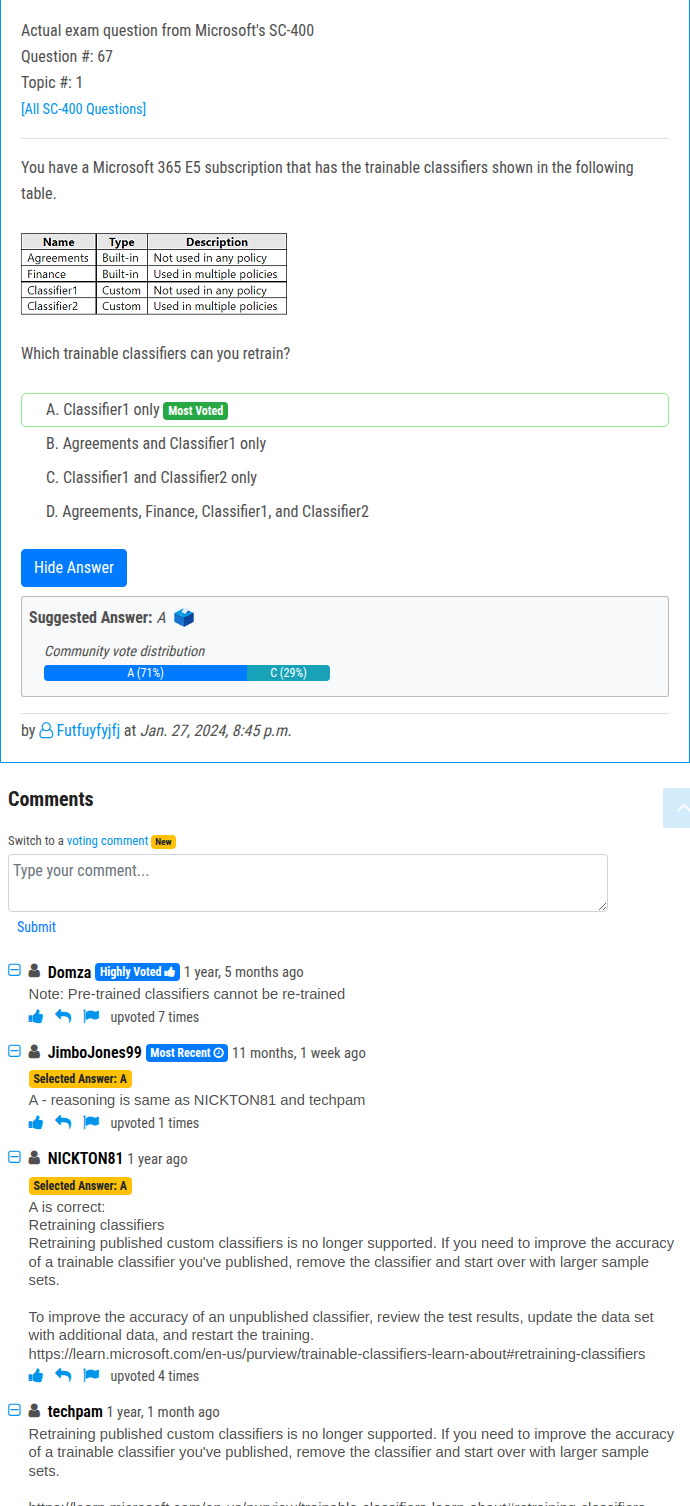 Actual exam question from Microsoft's SC-400
Question #: 67
Topic #: 1
[All SC-400 Questions]
You have a Microsoft 365 E5 subscription that has the trainable classifiers shown in the following
table.
Name Type Description
Agreements Built-in Not used in any policy
Finance Built-in Used in multiple policies
Classifier1 Custom Not used in any policy
Classifier2 Custom Used in multiple policies
Which trainable classifiers can you retrain?
A. Classifier1 only Most Voted
B. Agreements and Classifier1 only
C. Classifier1 and Classifier2 only
D. Agreements, Finance, Classifier1, and Classifier2
Hide Answer
Suggested Answer: A
Community vote distribution
A (71%) C (29%)
by Futfuyfyjfj at Jan. 27, 2024, 8:45 p.m.
Comments
Switch to a voting comment New
Type your comment...
Submit
Domza Highly Voted 1 year, 5 months ago
Note: Pre-trained classifiers cannot be re-trained
upvoted 7 times
JimboJones99 Most Recent 11 months, 1 week ago
Selected Answer: A
A - reasoning is same as NICKTON81 and techpam
upvoted 1 times
NICKTON81 1 year ago
Selected Answer: A
A is correct:
Retraining classifiers
Retraining published custom classifiers is no longer supported. If you need to improve the accuracy
of a trainable classifier you've published, remove the classifier and start over with larger sample
sets.
To improve the accuracy of an unpublished classifier, review the test results, update the data set
with additional data, and restart the training.
https://learn.microsoft.com/en-us/purview/trainable-classifiers-learn-about#retraining-classifiers
upvoted 4 times
techpam 1 year, 1 month ago
Retraining published custom classifiers is no longer supported. If you need to improve the accuracy
of a trainable classifier you've published, remove the classifier and start over with larger sample
sets.